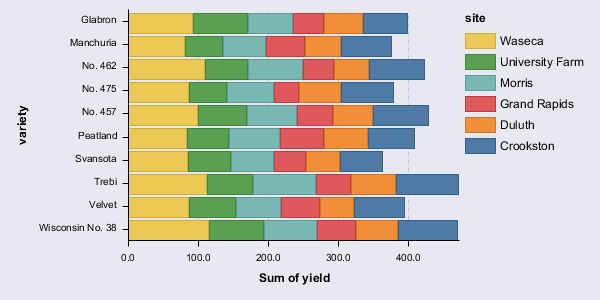 site
Waseca
University Farm
Morris
Grand Rapids
Duluth
Crookston
variety
Glabron
Manchuria
No. 462
No. 475
No. 457
Peatland
Svansota
Trebi
Velvet
Wisconsin No. 38
0.0 100.0 200.0 300.0 400.0
Sum of yield